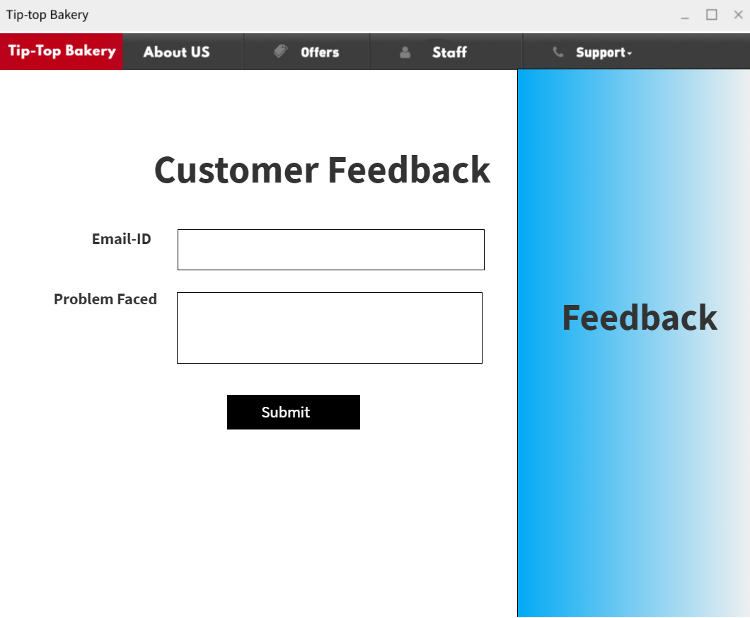 Tip-top Bakery
Tip-Top Bakery About US Offers Staff Support
Customer Feedback
Email-ID
Problem Faced
Feedback
Submit